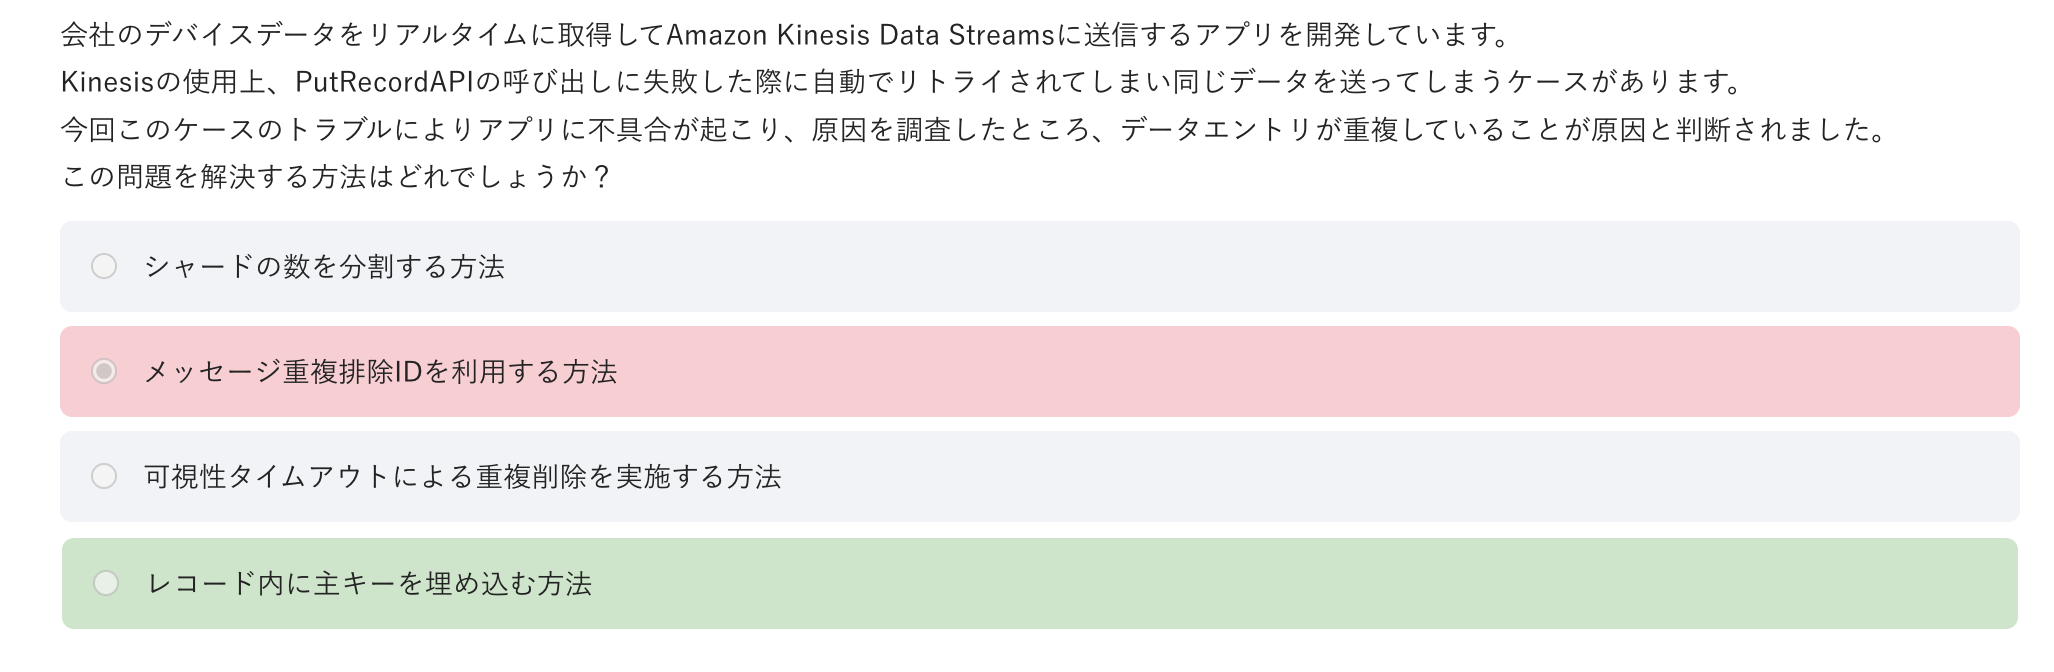 会社のデバイスデータをリアルタイムに取得してAmazon Kinesis Data Streamsに送信するアプリを開発しています。
Kinesisの使用上、PutRecordAPIの呼び出しに失敗した際に自動でリトライされてしまい同じデータを送ってしまうケースがあります。
今回このケースのトラブルによりアプリに不具合が起こり、原因を調査したところ、データエントリが重複していることが原因と判断されました。
この問題を解決する方法はどれでしょうか？
シャードの数を分割する方法
メッセージ重複排除IDを利用する方法
可視性タイムアウトによる重複削除を実施する方法
レコード内に主キーを埋め込む方法